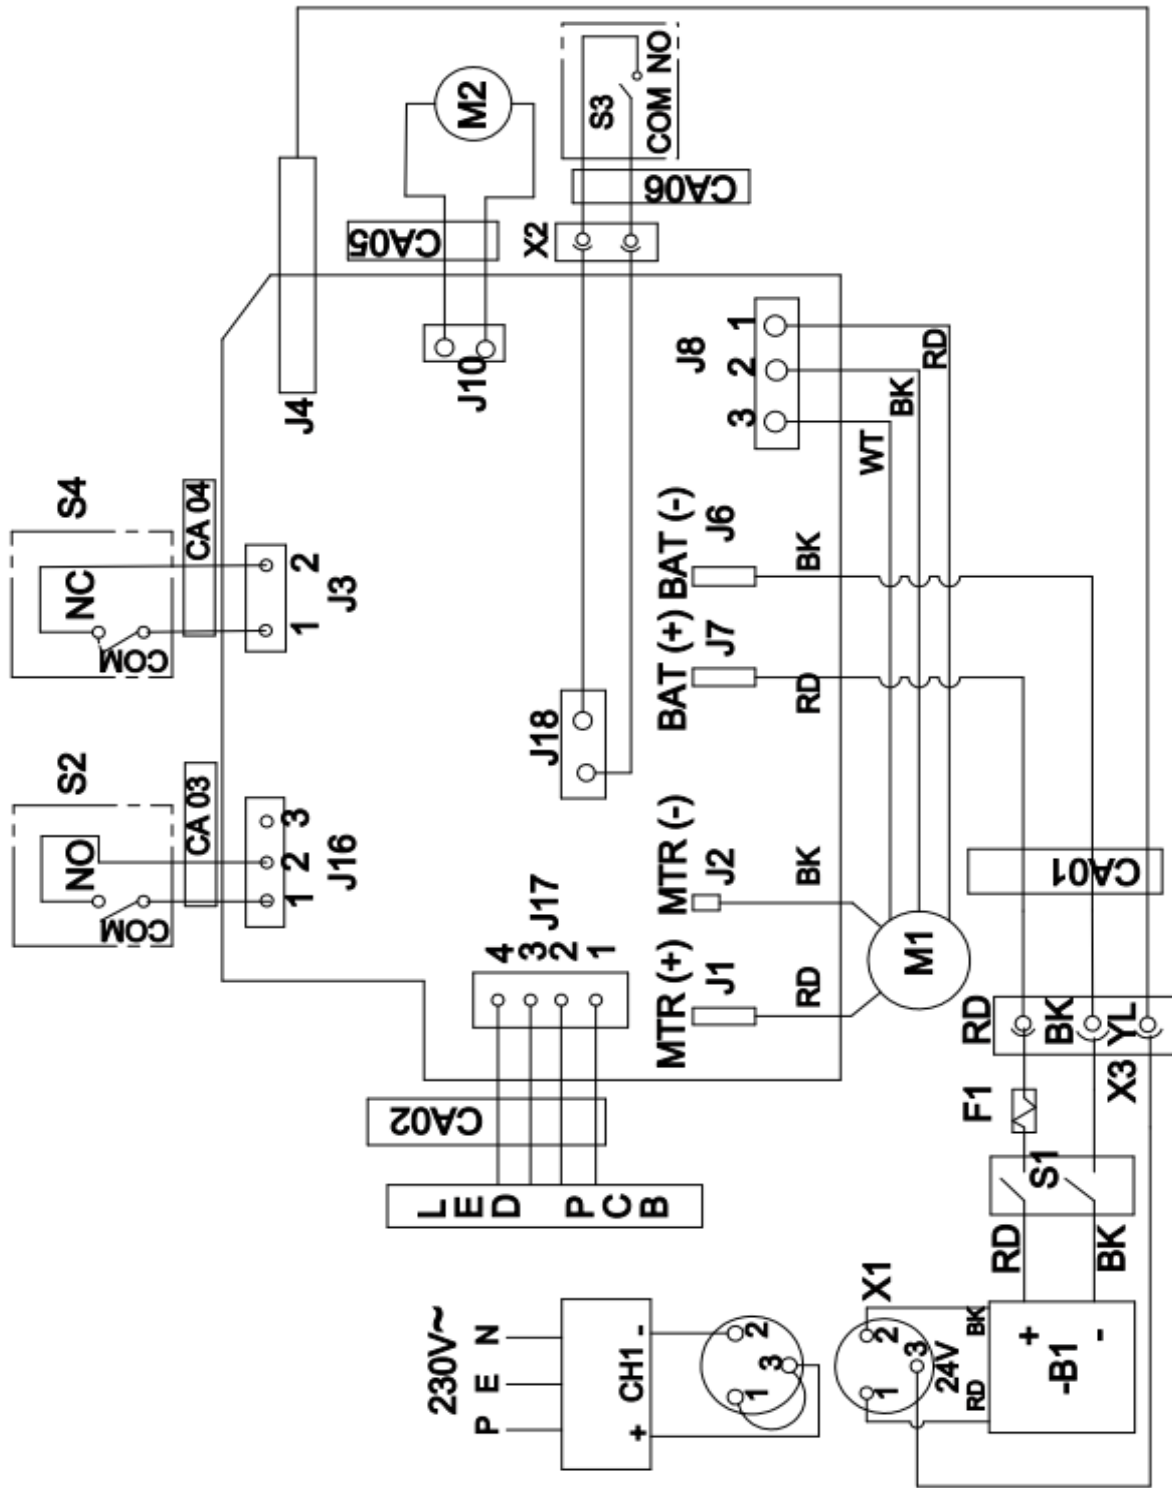 S2
NO
COM
CA 03
1 2 3
J16
S4
NC
COM
CA 04
1 2
J3
J4
M2
CA05
J10
S3
COM NO
CA06
X2
J18
J8
3 2 1
WT
BK
RD
LED PCB
CA02
4
3
2
1
J17
MTR (+) MTR (-) BAT (+) BAT (-)
J1 J2 J7 J6
RD BK RD BK
M1
CA01
230V~
P E N
CH1
+ -
1 2
3
X1
1 2
3
24V
RD BK
-B1
+
-
RD
BK
S1
F1
X3
RD
BK
YL